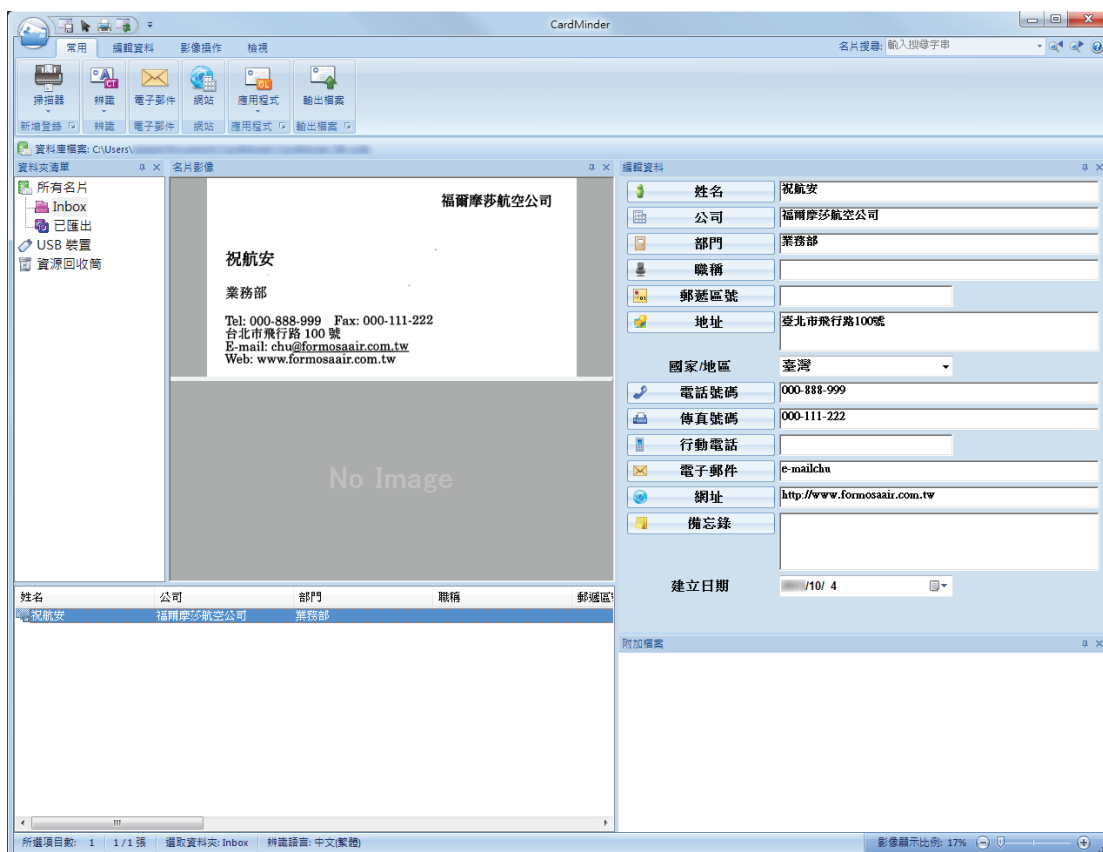 CardMinder
常用 編輯資料 影像操作 檢視 名片搜尋: 輸入搜尋字串
掃描器 辨識 電子郵件 網站 應用程式 輸出檔案
新增登錄 辨識 電子郵件 網站 應用程式 輸出檔案
資料庫檔案: C:\Users\
資料夾清單
所有名片
Inbox
已匯出
USB 裝置
資源回收筒
名片影像
福爾摩莎航空公司
祝航安
業務部
Tel: 000-888-999 Fax: 000-111-222
台北市飛行路 100 號
E-mail: chu@formosaair.com.tw
Web: www.formosaair.com.tw
No Image
編輯資料
姓名 祝航安
公司 福爾摩莎航空公司
部門 業務部
職稱
郵遞區號
地址 臺北市飛行路100號
國家/地區 臺灣
電話號碼 000-888-999
傳真號碼 000-111-222
行動電話
電子郵件 e-mailchu
網址 http://www.formosaair.com.tw
備忘錄
建立日期 /10/ 4
附加檔案
姓名 公司 部門 職稱 郵遞區
祝航安 福爾摩莎航空公司 業務部
所選項目數: 1 1/1 張 選取資料夾: Inbox 辨識語言: 中文(繁體) 影像顯示比例: 17%